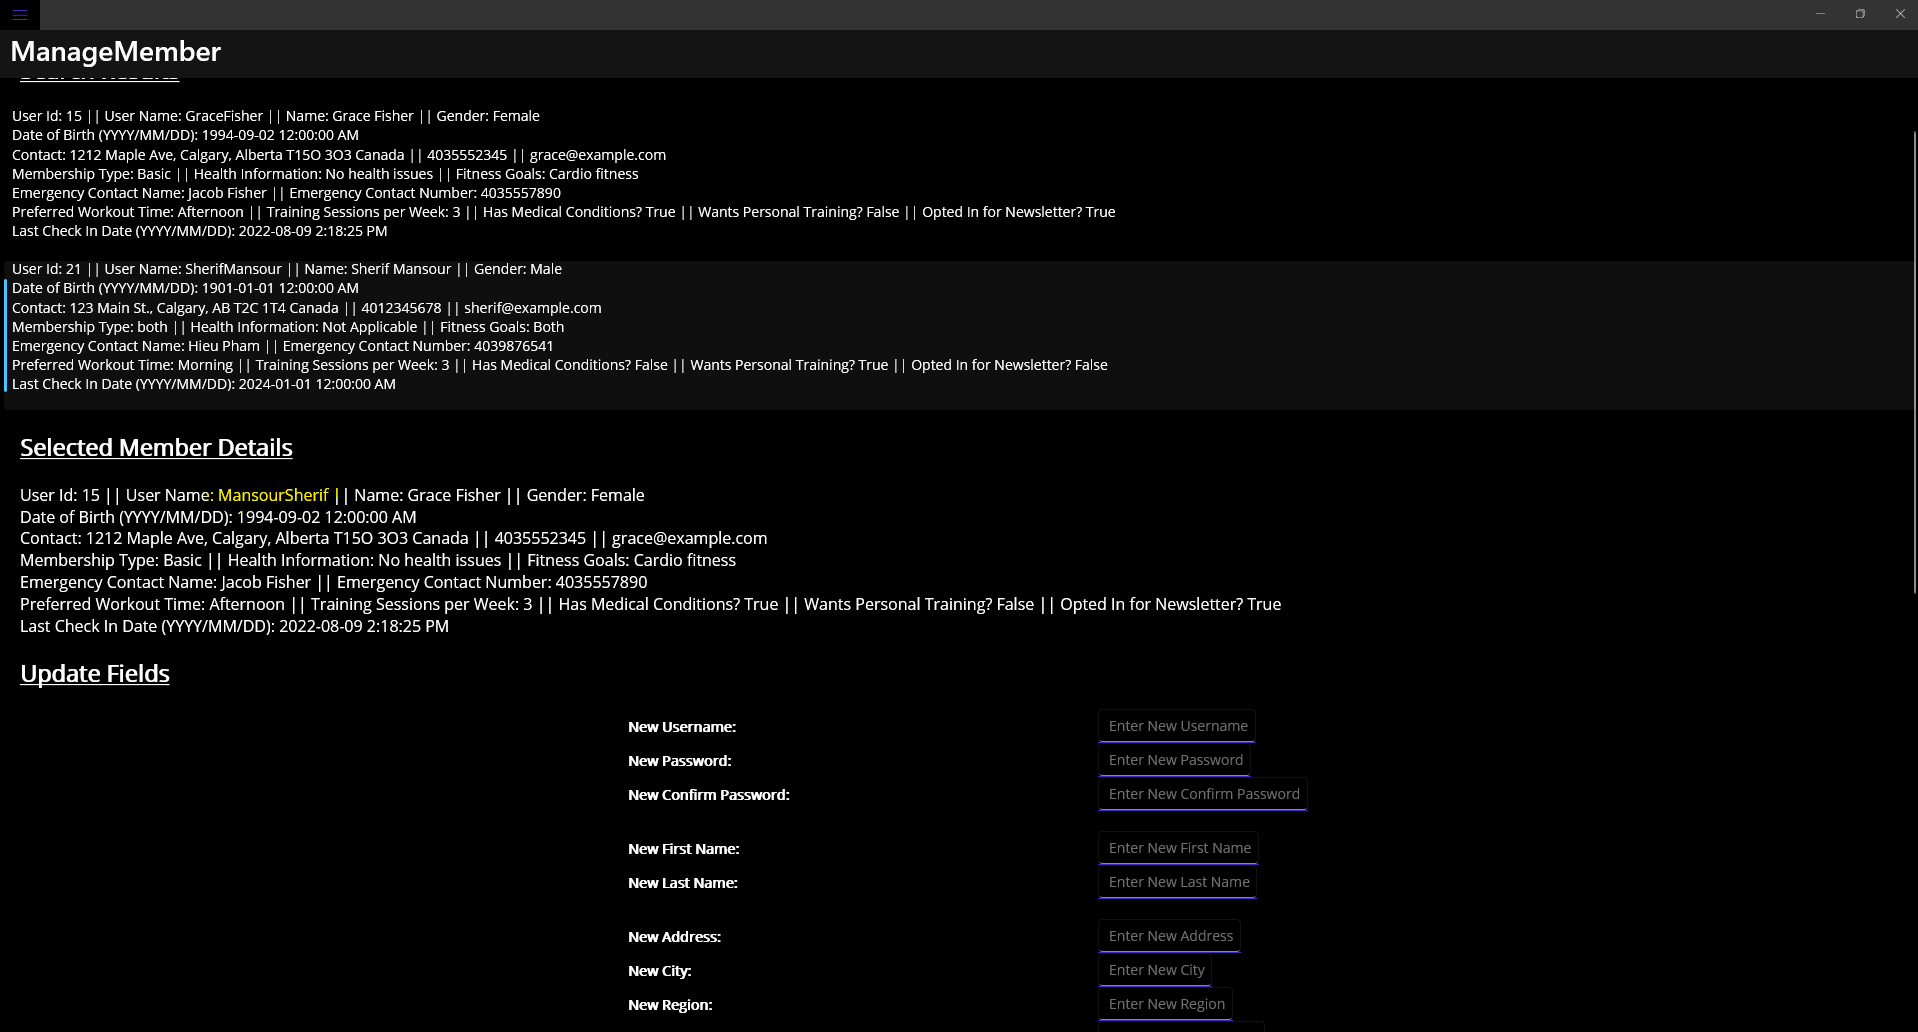 ManageMember
Search Results
User Id: 15 || User Name: GraceFisher || Name: Grace Fisher || Gender: Female
Date of Birth (YYYY/MM/DD): 1994-09-02 12:00:00 AM
Contact: 1212 Maple Ave, Calgary, Alberta T15O 3O3 Canada || 4035552345 || grace@example.com
Membership Type: Basic || Health Information: No health issues || Fitness Goals: Cardio fitness
Emergency Contact Name: Jacob Fisher || Emergency Contact Number: 4035557890
Preferred Workout Time: Afternoon || Training Sessions per Week: 3 || Has Medical Conditions? True || Wants Personal Training? False || Opted In for Newsletter? True
Last Check In Date (YYYY/MM/DD): 2022-08-09 2:18:25 PM
User Id: 21 || User Name: SherifMansour || Name: Sherif Mansour || Gender: Male
Date of Birth (YYYY/MM/DD): 1901-01-01 12:00:00 AM
Contact: 123 Main St., Calgary, AB T2C 1T4 Canada || 4012345678 || sherif@example.com
Membership Type: both || Health Information: Not Applicable || Fitness Goals: Both
Emergency Contact Name: Hieu Pham || Emergency Contact Number: 4039876541
Preferred Workout Time: Morning || Training Sessions per Week: 3 || Has Medical Conditions? False || Wants Personal Training? True || Opted In for Newsletter? False
Last Check In Date (YYYY/MM/DD): 2024-01-01 12:00:00 AM
Selected Member Details
User Id: 15 || User Name: MansourSherif || Name: Grace Fisher || Gender: Female
Date of Birth (YYYY/MM/DD): 1994-09-02 12:00:00 AM
Contact: 1212 Maple Ave, Calgary, Alberta T15O 3O3 Canada || 4035552345 || grace@example.com
Membership Type: Basic || Health Information: No health issues || Fitness Goals: Cardio fitness
Emergency Contact Name: Jacob Fisher || Emergency Contact Number: 4035557890
Preferred Workout Time: Afternoon || Training Sessions per Week: 3 || Has Medical Conditions? True || Wants Personal Training? False || Opted In for Newsletter? True
Last Check In Date (YYYY/MM/DD): 2022-08-09 2:18:25 PM
Update Fields
New Username: Enter New Username
New Password: Enter New Password
New Confirm Password: Enter New Confirm Password
New First Name: Enter New First Name
New Last Name: Enter New Last Name
New Address: Enter New Address
New City: Enter New City
New Region: Enter New Region